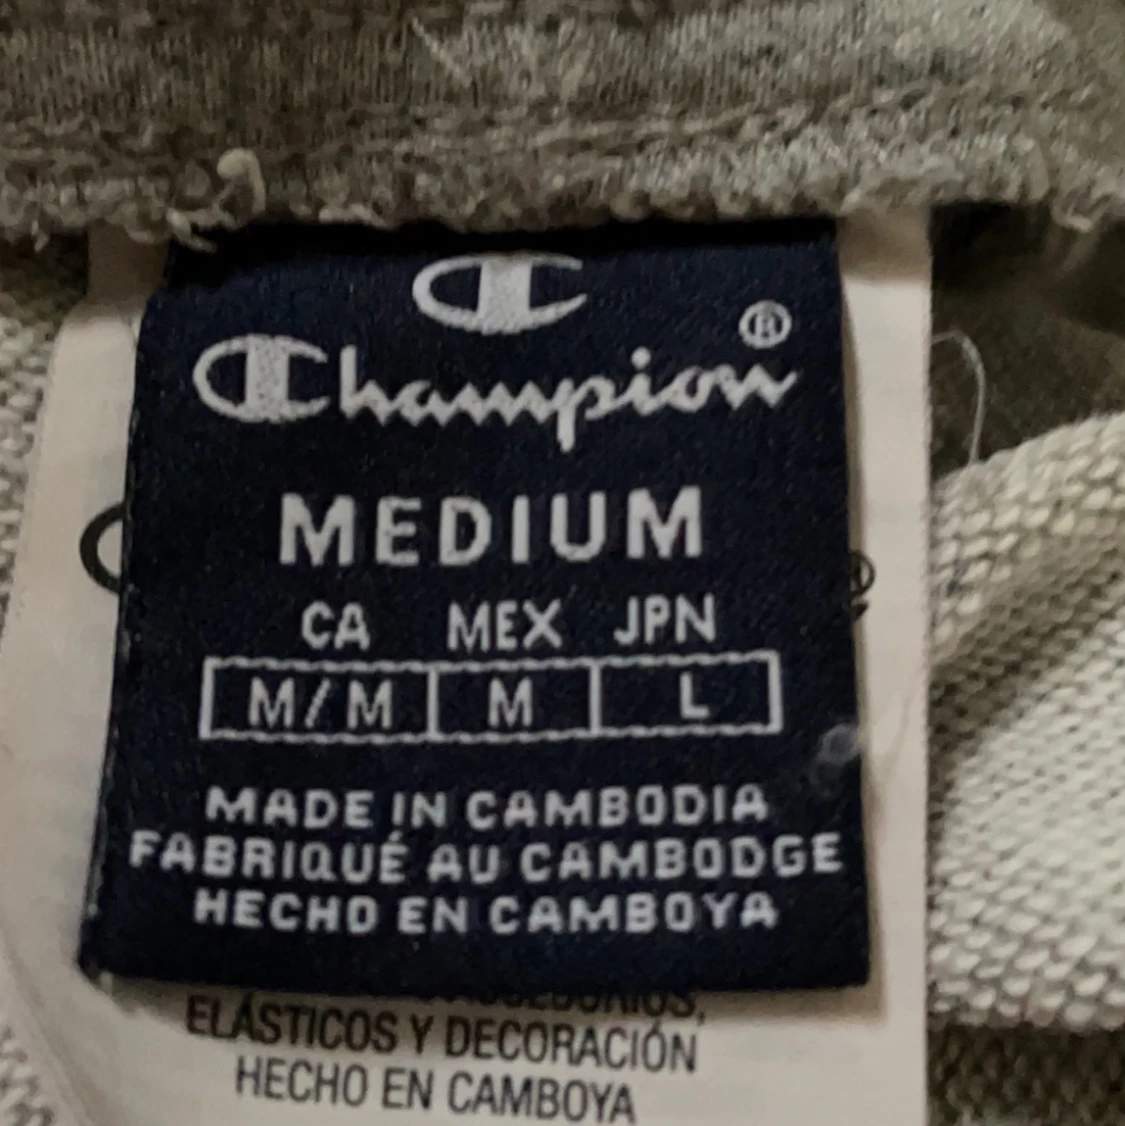 Champion®
MEDIUM
CA MEX JPN
M/M M L
MADE IN CAMBODIA
FABRIQUÉ AU CAMBODGE
HECHO EN CAMBOYA
ELÁSTICOS Y DECORACIÓN
HECHO EN CAMBOYA